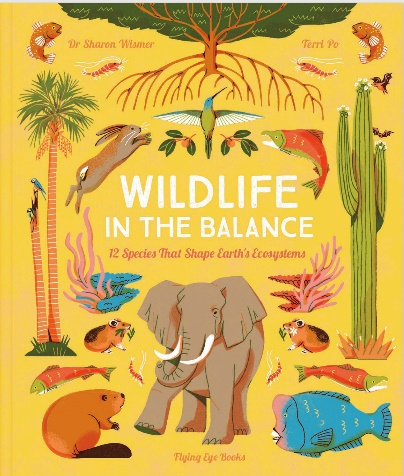 Dr Sharon Wismer
Terri Po
WILDLIFE
IN THE BALANCE
12 Species That Shape Earth's Ecosystems
Flying Eye Books